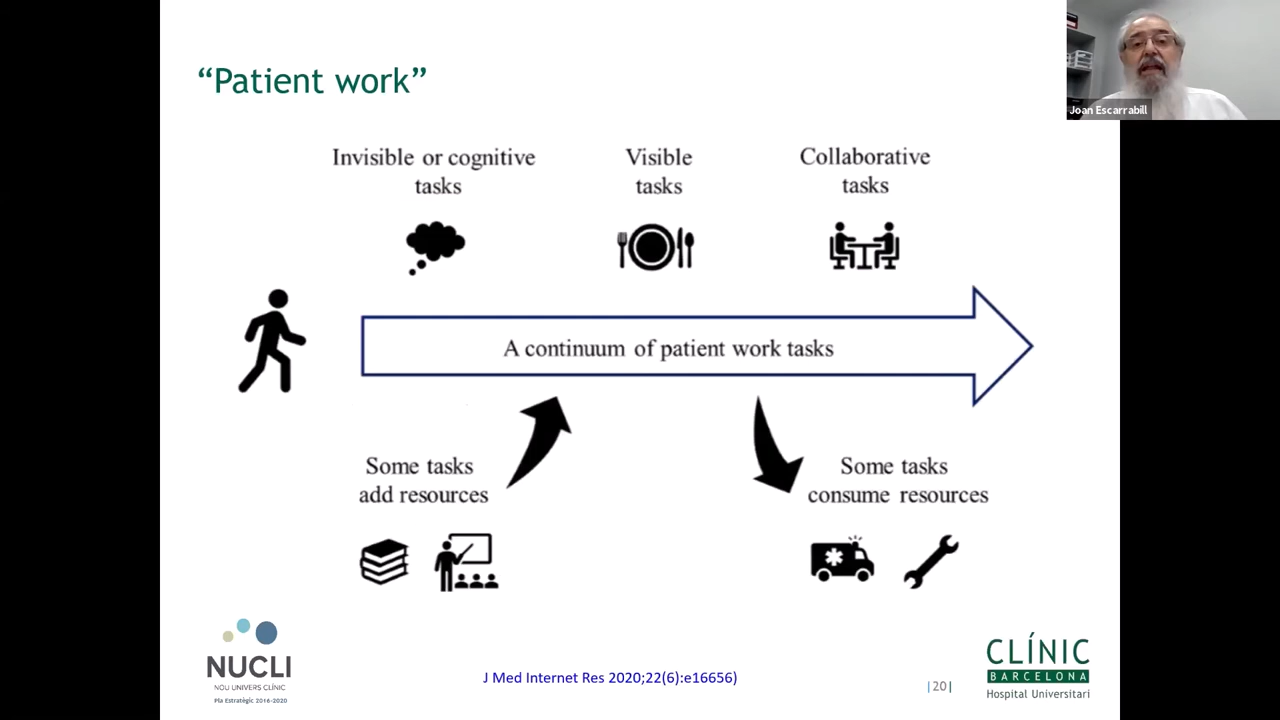 “Patient work”
Joan Escarrabill
Invisible or cognitive
tasks
Visible
tasks
Collaborative
tasks
A continuum of patient work tasks
Some tasks
add resources
Some tasks
consume resources
NUCLI
NOU UNIVERS CLÍNIC
Pla Estratègic 2016-2020
J Med Internet Res 2020;22(6):e16656)
|20|
CLÍNIC
BARCELONA
Hospital Universitari